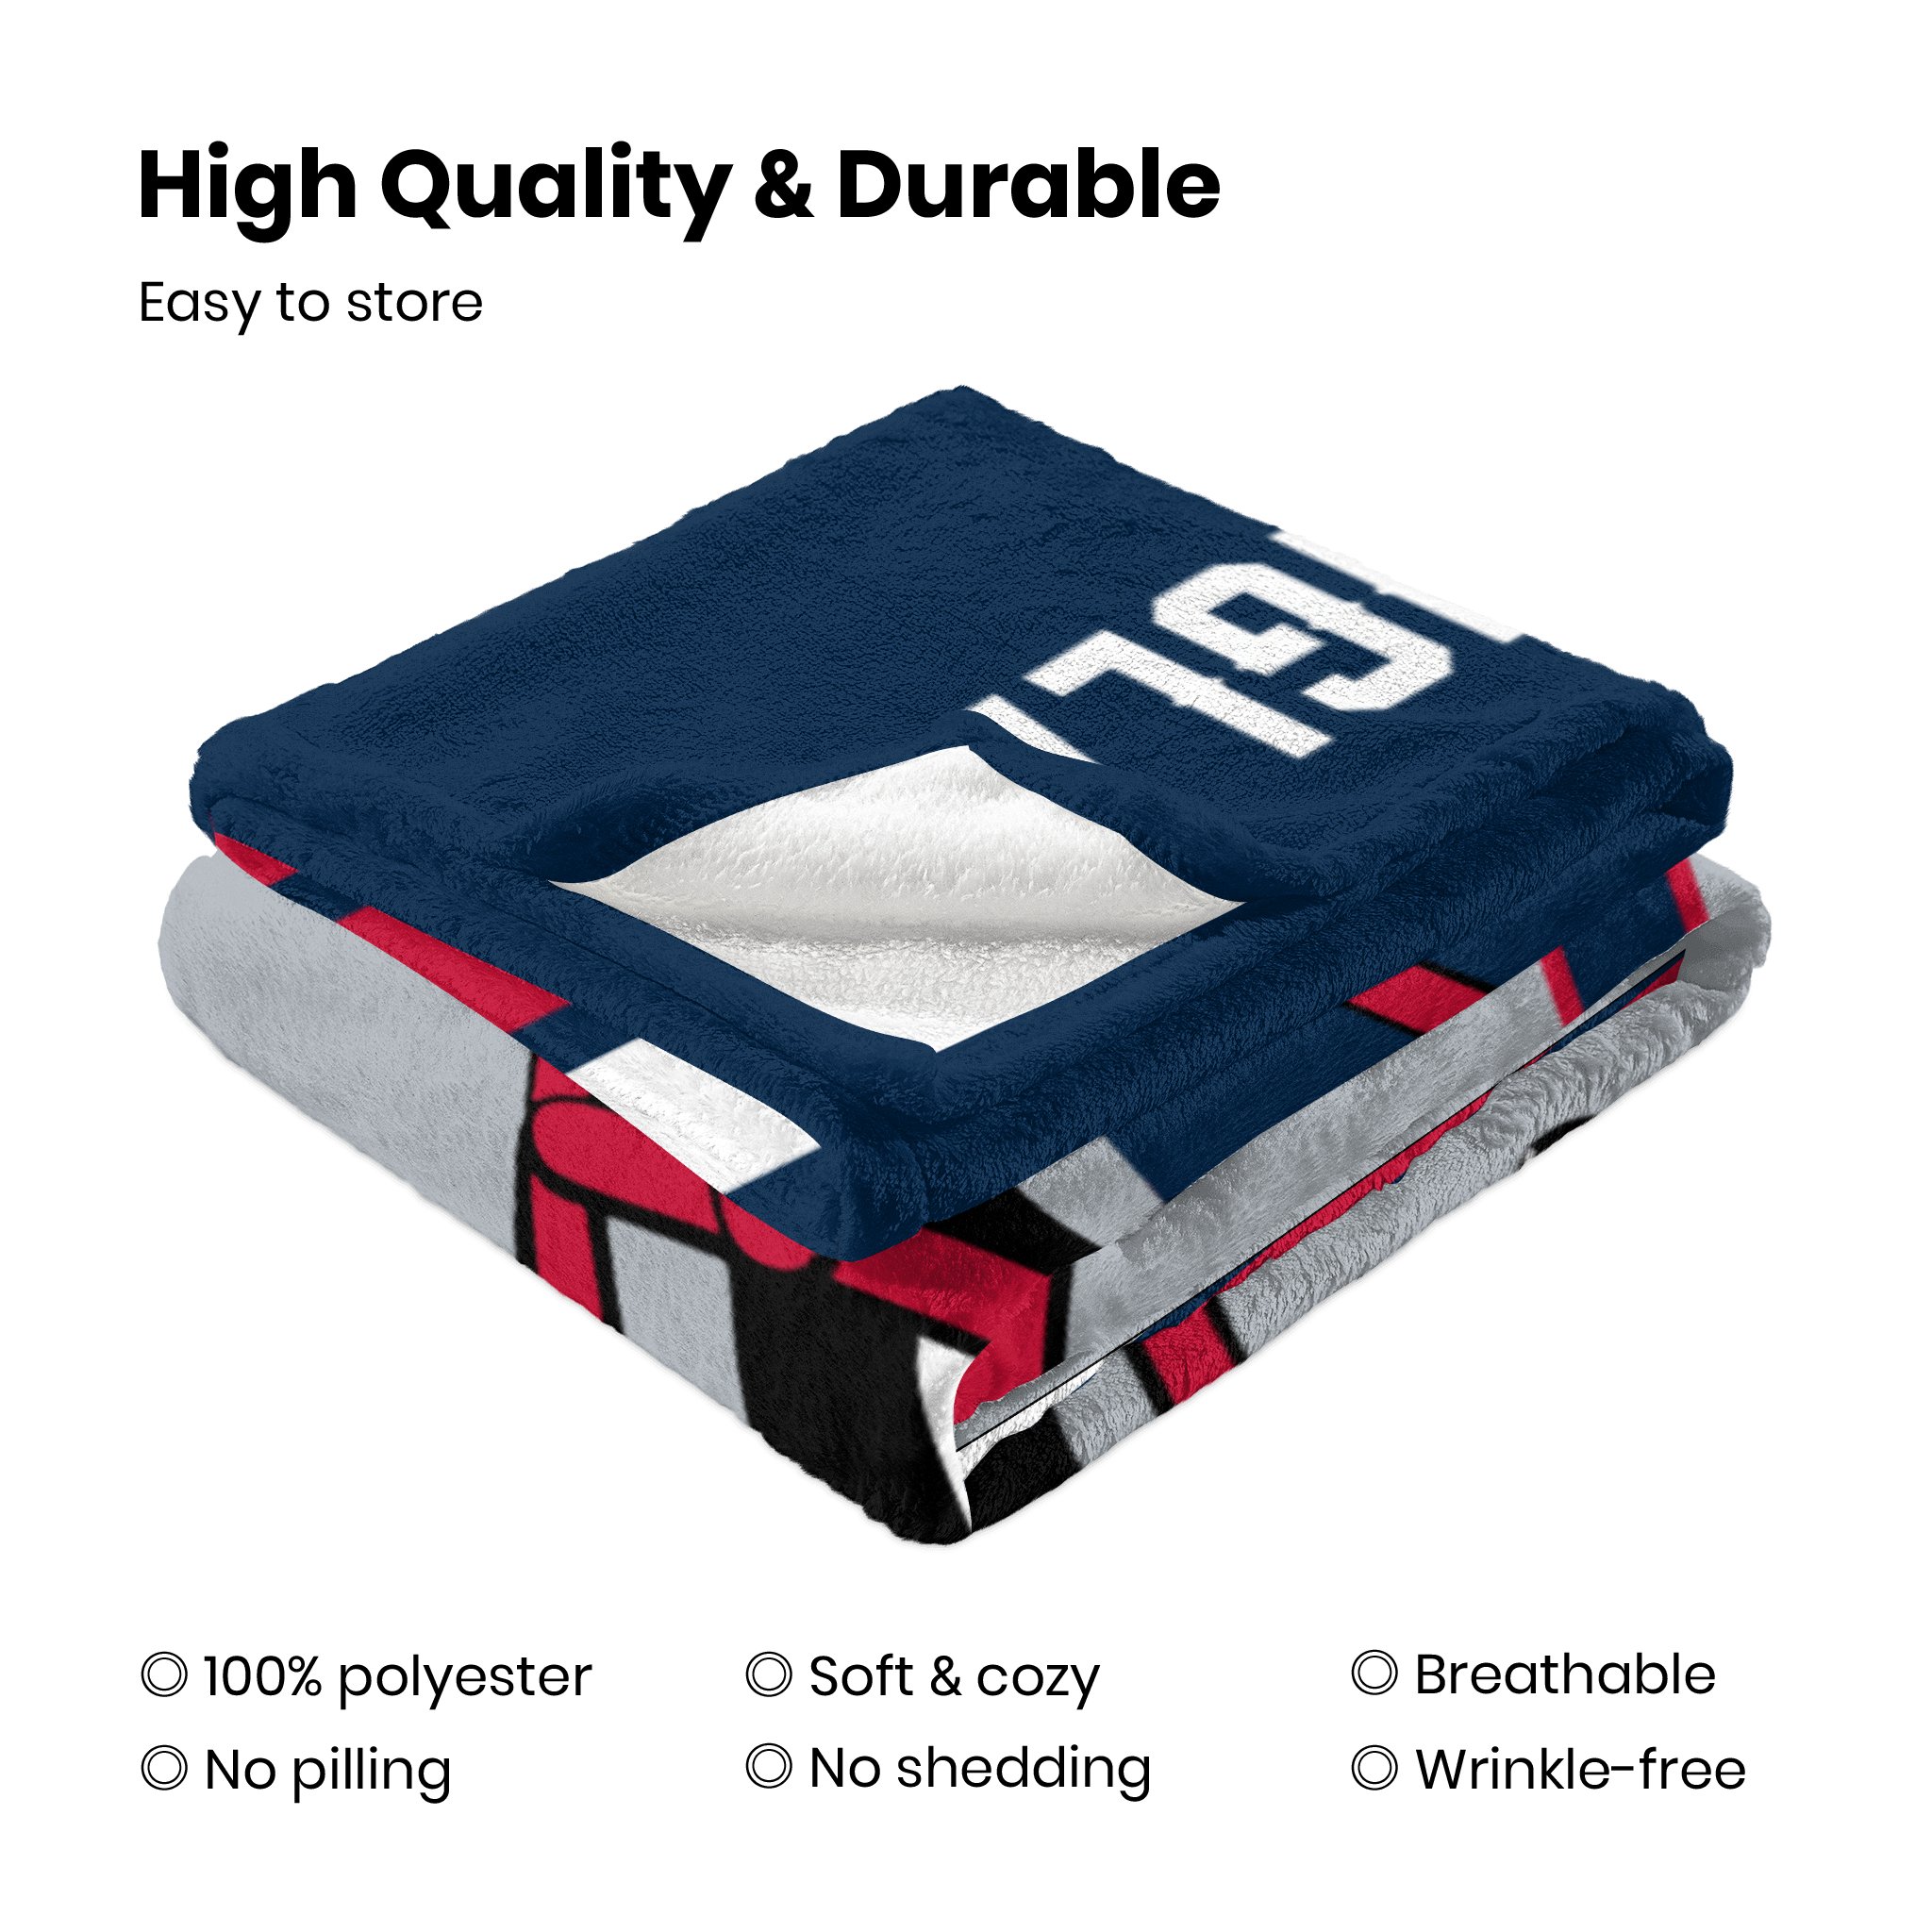 High Quality & Durable
Easy to store
100% polyester
Soft & cozy
Breathable
No pilling
No shedding
Wrinkle-free